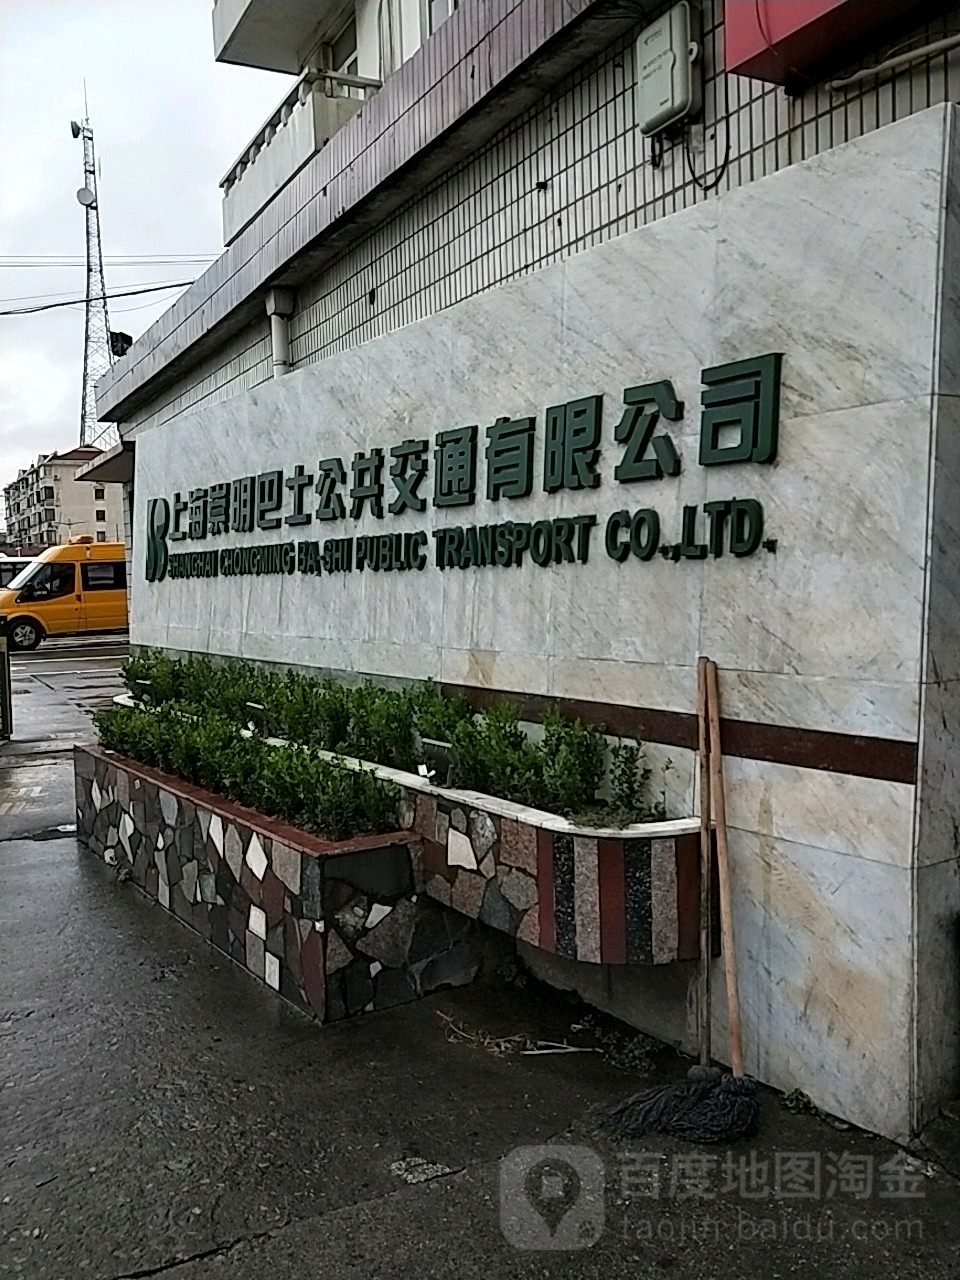 上海崇明巴士公共交通有限公司
SHANGHAI CHONGMING BA-SHI PUBLIC TRANSPORT CO.,LTD.
百度地图淘金
taojin.baidu.com